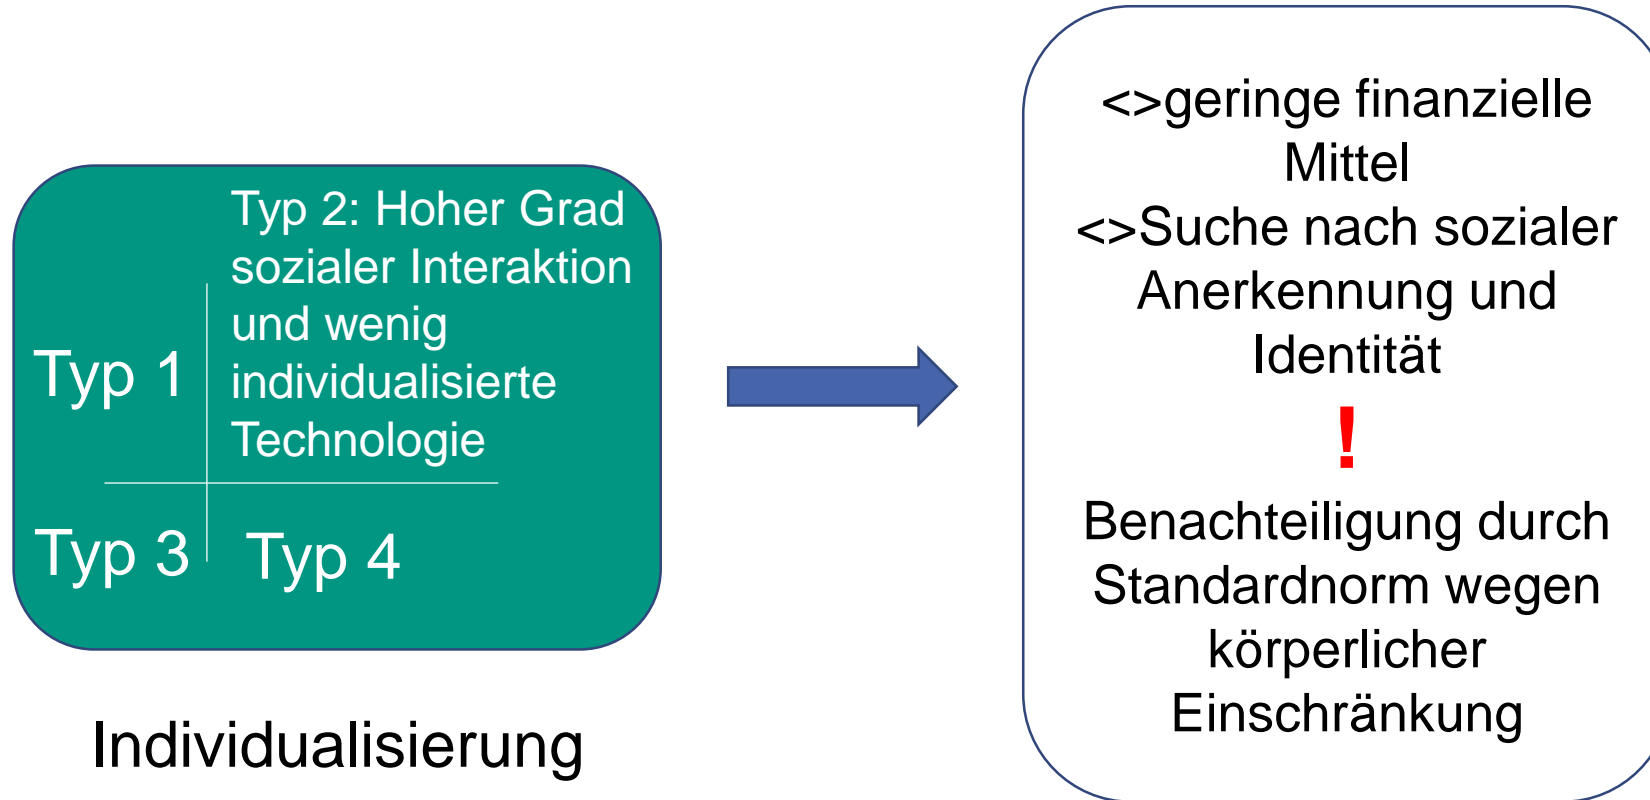 Typ 1
Typ 2: Hoher Grad
sozialer Interaktion
und wenig
individualisierte
Technologie
Typ 3
Typ 4
Individualisierung
<>geringe finanzielle
Mittel
<>Suche nach sozialer
Anerkennung und
Identität
!
Benachteiligung durch
Standardnorm wegen
körperlicher
Einschränkung